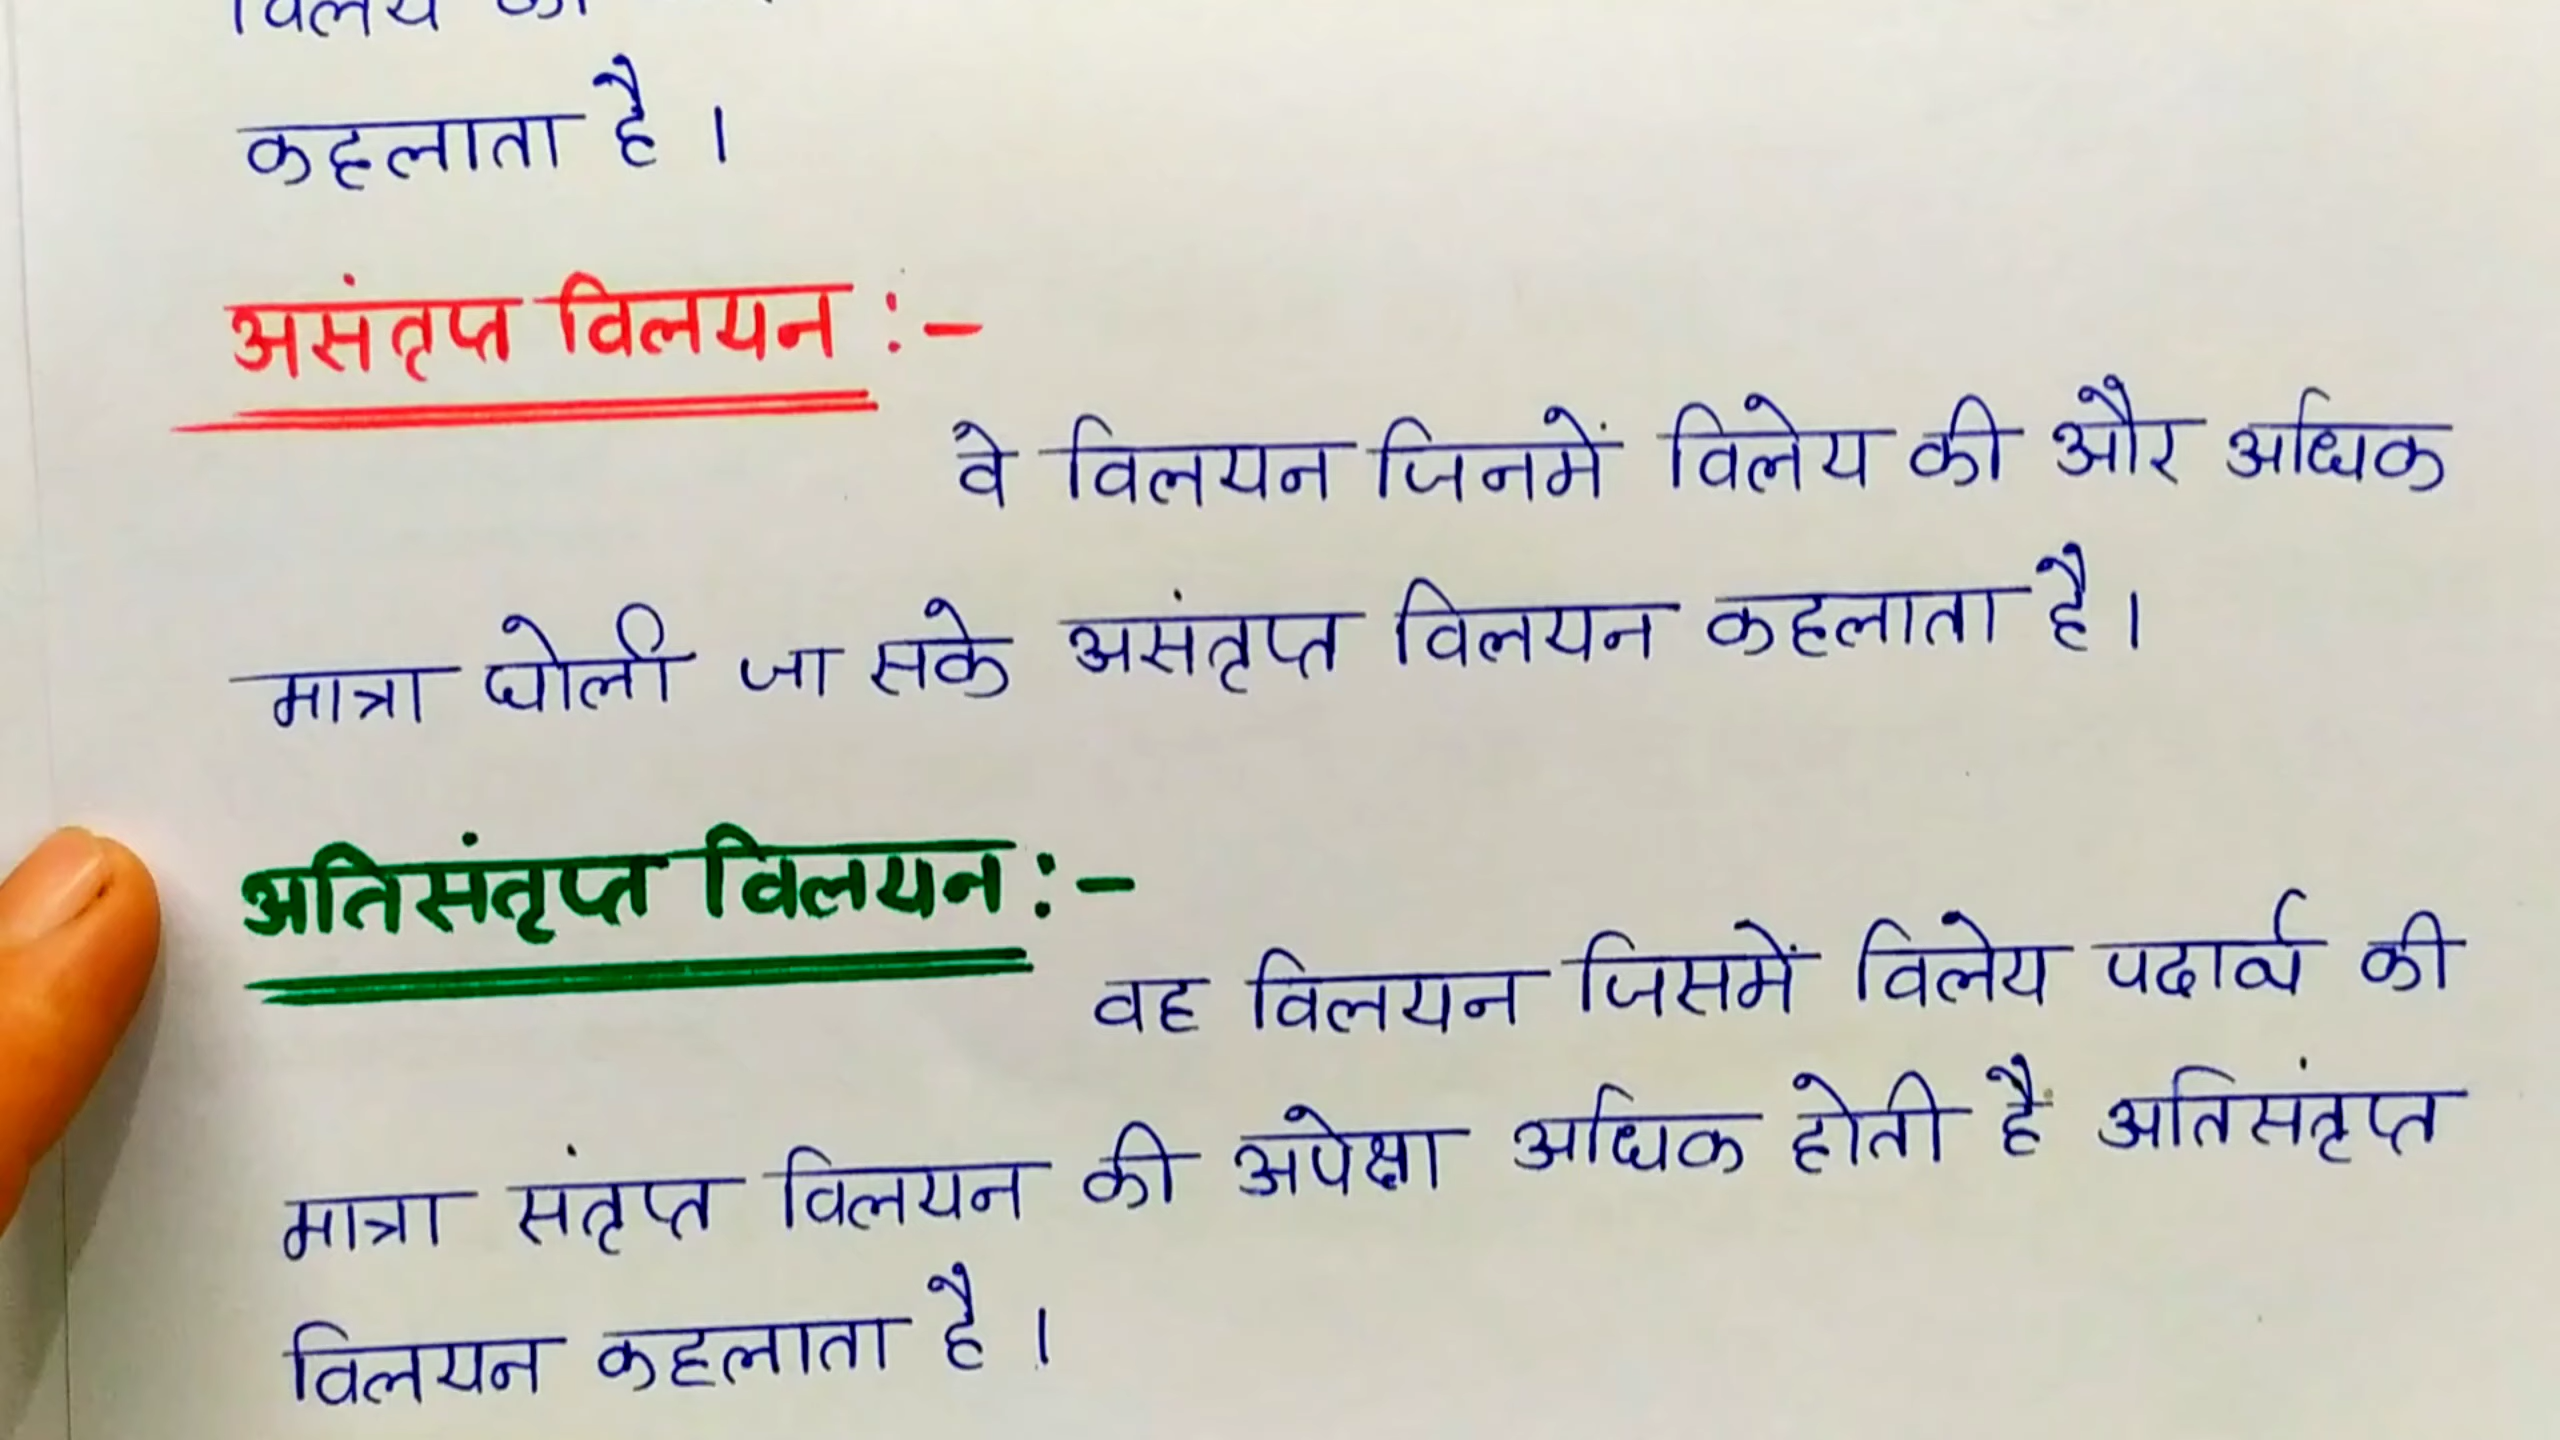 कहलाता है ।
असंतृप्त विलयन :-
वे विलयन जिनमें विलेय की और अधिक
मात्रा घोली जा सके असंतृप्त विलयन कहलाता है ।
अतिसंतृप्त विलयन :-
वह विलयन जिसमें विलेय पदार्थ की
मात्रा संतृप्त विलयन की अपेक्षा अधिक होती है अतिसंतृप्त
विलयन कहलाता है ।